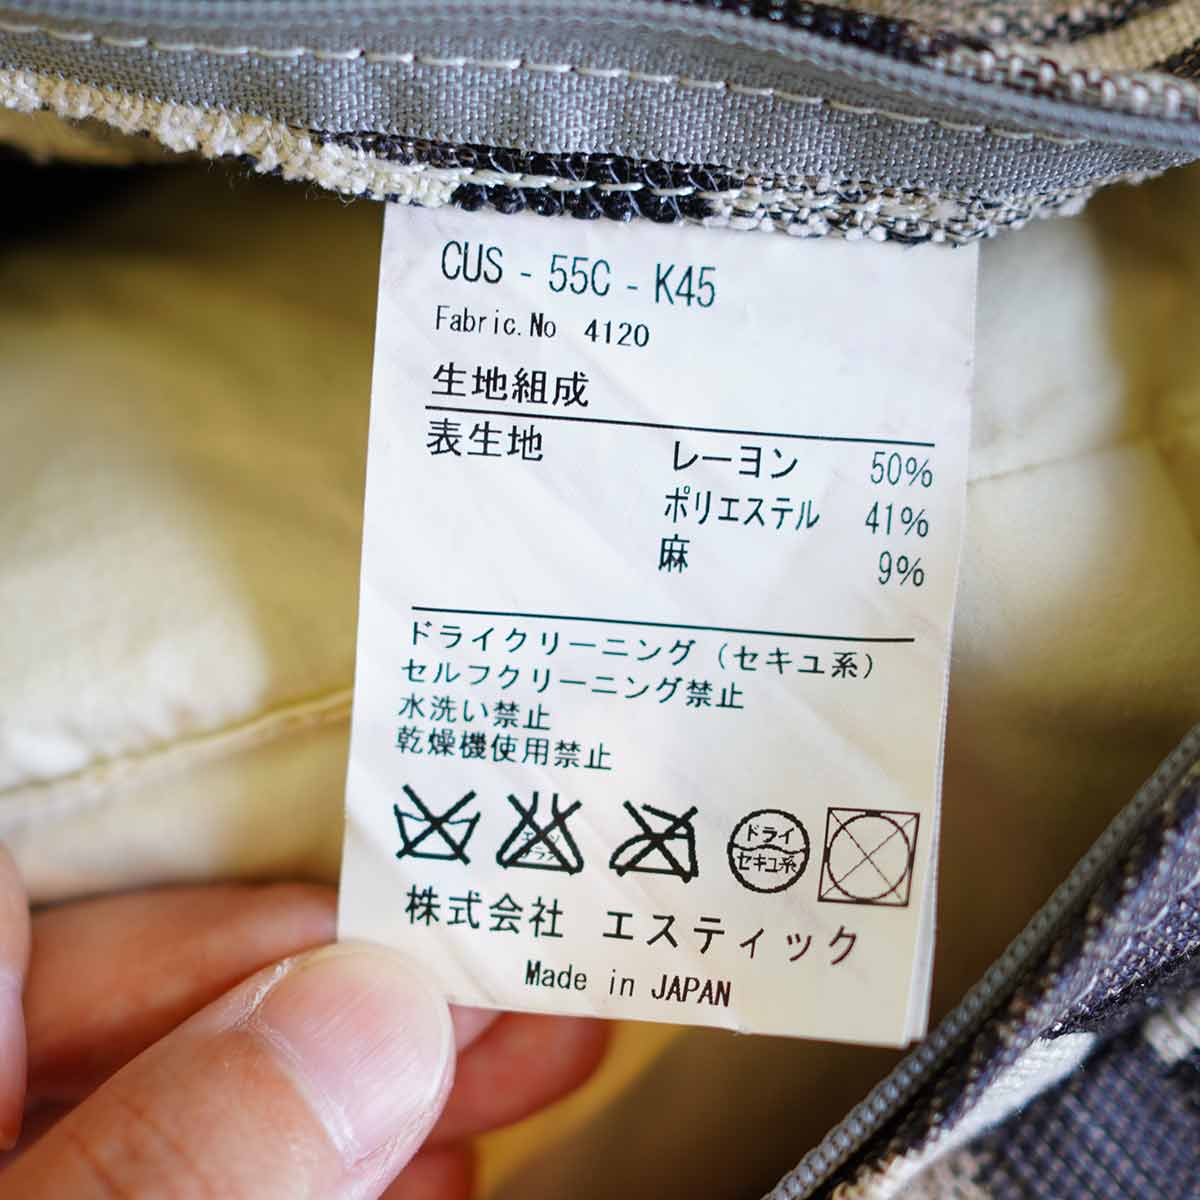 CUS - 55C - K45
Fabric.No 4120
生地組成
表生地 レーヨン 50%
ポリエステル 41%
麻 9%
ドライクリーニング(セキユ系)
セルフクリーニング禁止
水洗い禁止
乾燥機使用禁止
ドライ
セキユ系
株式会社 エスティック
Made in JAPAN